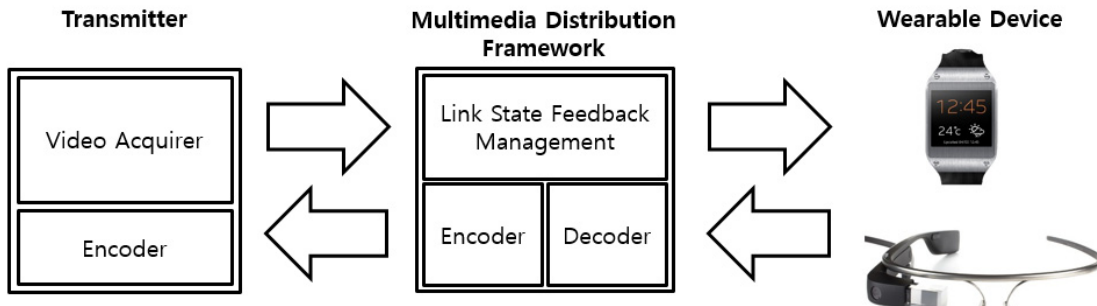 Transmitter
Multimedia Distribution
Framework
Wearable Device
Video Acquirer
Encoder
Link State Feedback
Management
Encoder
Decoder
12:45
24℃